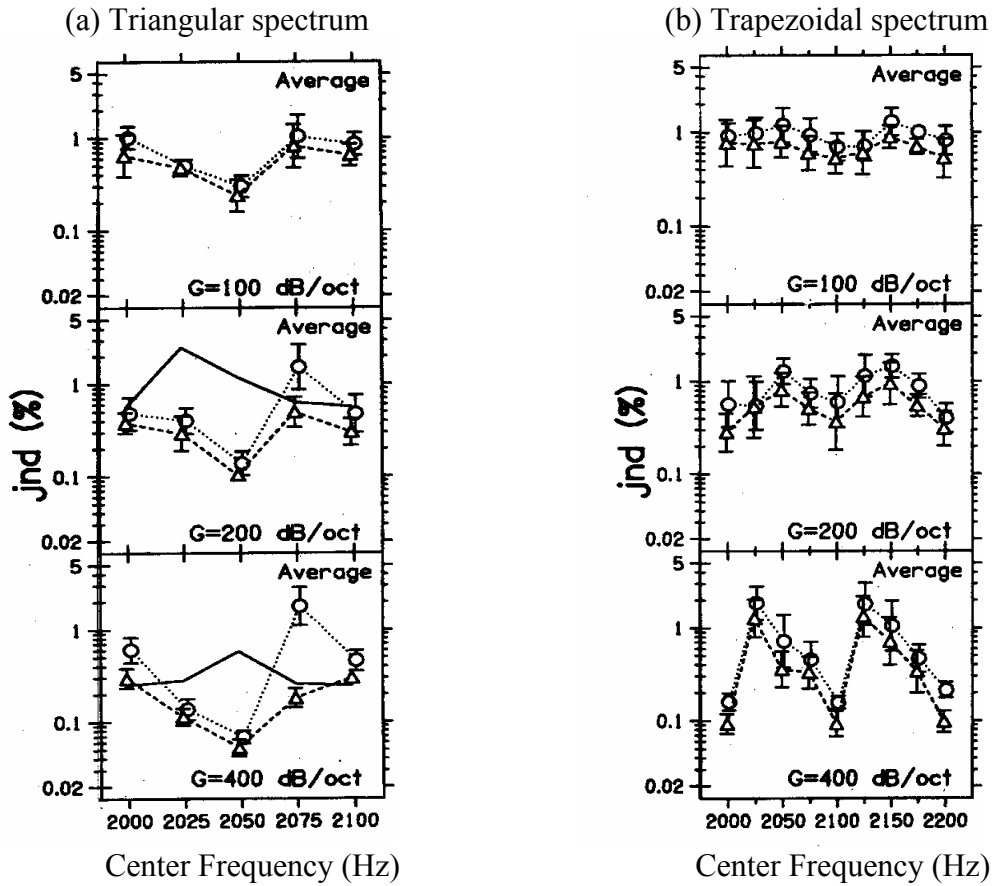 (a) Triangular spectrum
(b) Trapezoidal spectrum
jnd (%)
5
1
0.1
0.02
Average
G=100 dB/oct
5
1
0.1
0.02
Average
G=200 dB/oct
5
1
0.1
0.02
Average
G=400 dB/oct
2000 2025 2050 2075 2100
Center Frequency (Hz)
jnd (%)
5
1
0.1
0.02
Average
G=100 dB/oct
5
1
0.1
0.02
Average
G=200 dB/oct
5
1
0.1
0.02
Average
G=400 dB/oct
2000 2050 2100 2150 2200
Center Frequency (Hz)